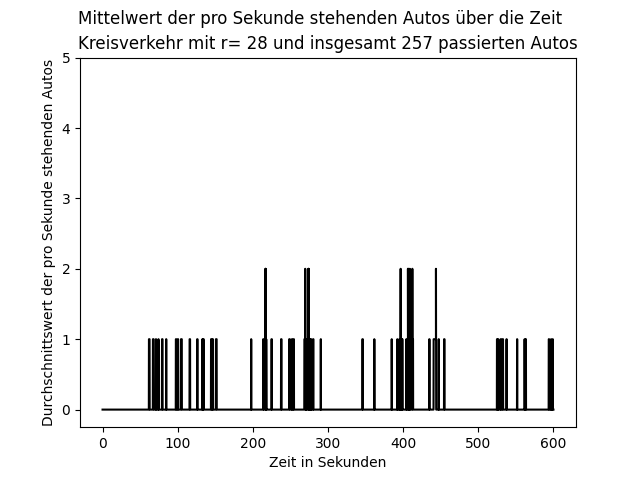 Mittelwert der pro Sekunde stehenden Autos über die Zeit
Kreisverkehr mit r= 28 und insgesamt 257 passierten Autos
Durchschnittswert der pro Sekunde stehenden Autos
5
4
3
2
1
0
0 100 200 300 400 500 600
Zeit in Sekunden